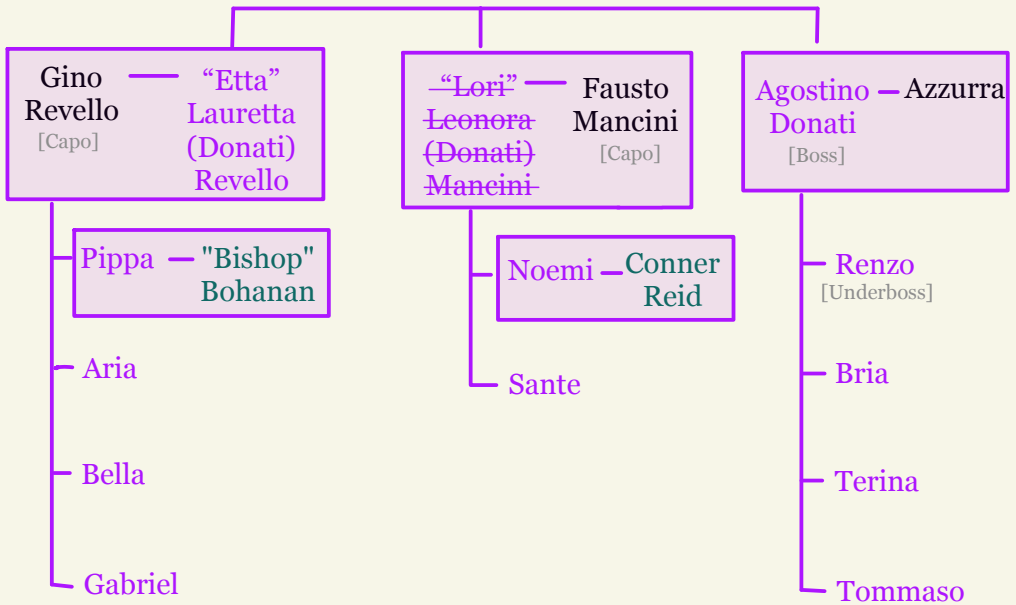 Gino
Revello
[Capo]
“Etta”
Lauretta
(Donati)
Revello
“Lori”
Leonora
(Donati)
Mancini
Fausto
Mancini
[Capo]
Agostino
Donati
[Boss]
Azzurra
Pippa
"Bishop"
Bohanan
Aria
Bella
Gabriel
Noemi
Conner
Reid
Sante
Renzo
[Underboss]
Bria
Terina
Tommaso